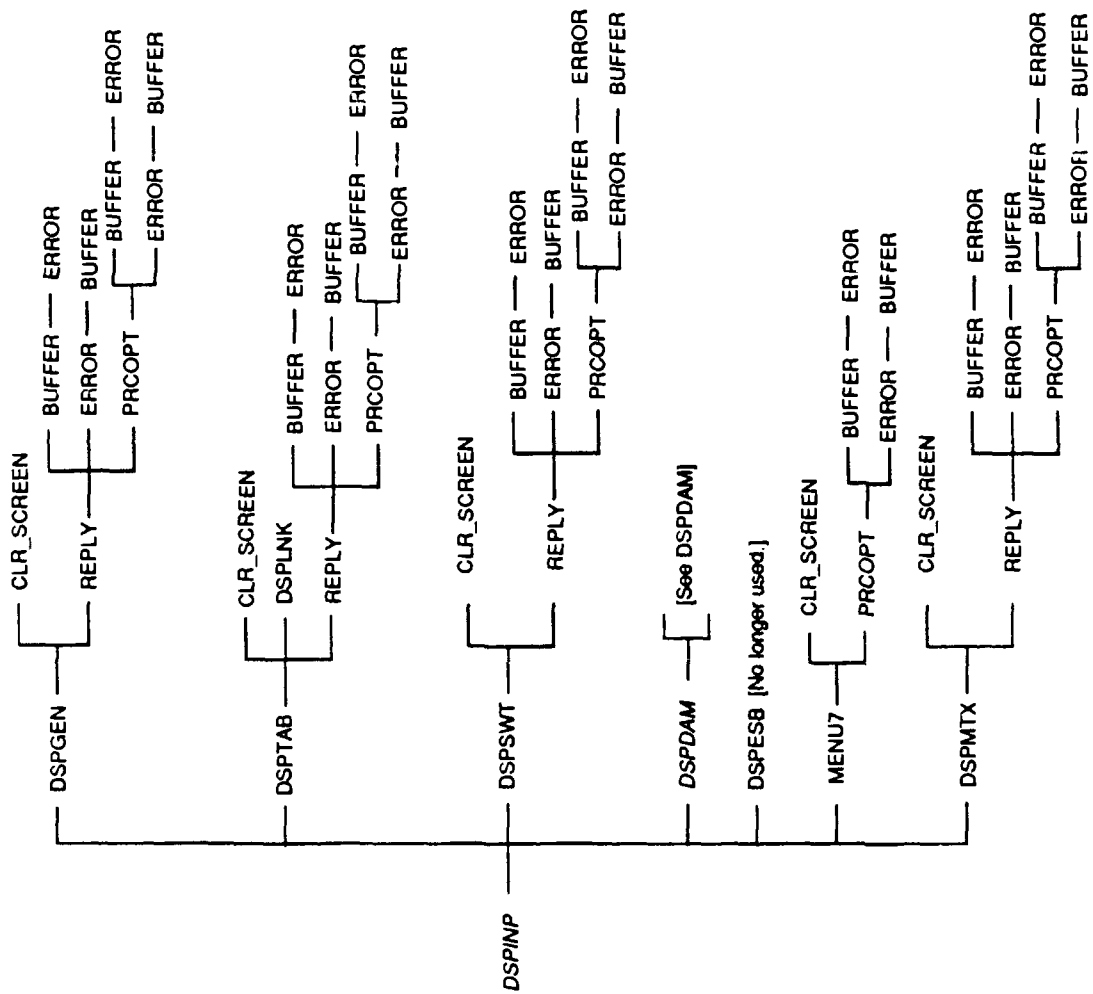 DSPINP
DSPGEN
CLR_SCREEN
REPLY
BUFFER — ERROR
ERROR — BUFFER
PRCOPT
BUFFER — ERROR
ERROR — BUFFER
DSPTAB
CLR_SCREEN
DSPLNK
REPLY
BUFFER — ERROR
ERROR — BUFFER
PRCOPT
BUFFER — ERROR
ERROR — BUFFER
DSPSWT
CLR_SCREEN
REPLY
BUFFER — ERROR
ERROR — BUFFER
PRCOPT
BUFFER — ERROR
ERROR — BUFFER
DSPDAM
[See DSPDAM]
DSPESB [No longer used.]
MENU7
CLR_SCREEN
PRCOPT
BUFFER — ERROR
ERROR — BUFFER
DSPMTX
CLR_SCREEN
REPLY
BUFFER — ERROR
ERROR — BUFFER
PRCOPT
BUFFER — ERROR
ERROR — BUFFER